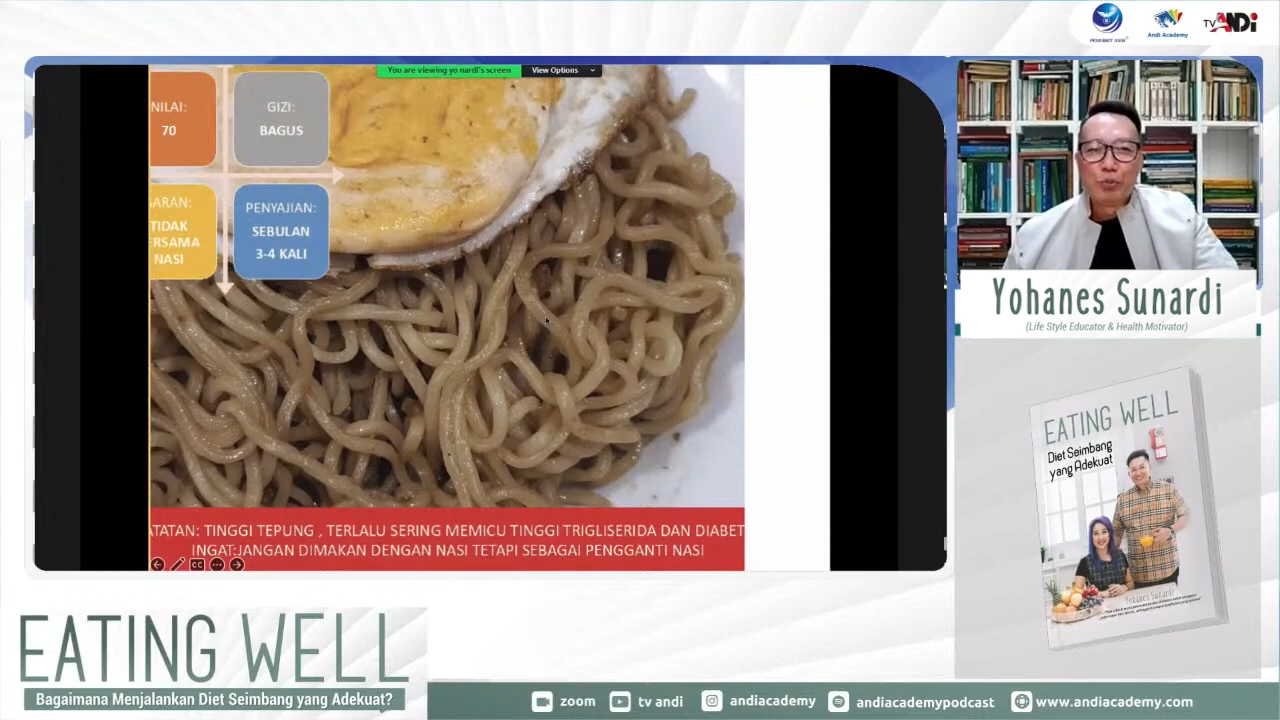 Andi Academy
TV ANDi
You are viewing yo nardi's screen
View Options
NILAI:
70
GIZI:
BAGUS
ARAN:
TIDAK
ERSAMA
NASI
PENYAJIAN:
SEBULAN
3-4 KALI
ATATAN: TINGGI TEPUNG , TERLALU SERING MEMICU TINGGI TRIGLISERIDA DAN DIABET
INGAT:JANGAN DIMAKAN DENGAN NASI TETAPI SEBAGAI PENGGANTI NASI
CC
Yohanes Sunardi
(Life Style Educator & Health Motivator)
EATING WELL
Diet Seimbang
yang Adekuat
Yohanes Sunardi
EATING WELL
Bagaimana Menjalankan Diet Seimbang yang Adekuat?
zoom
tv andi
andiacademy
andiacademypodcast
www.andiacademy.com